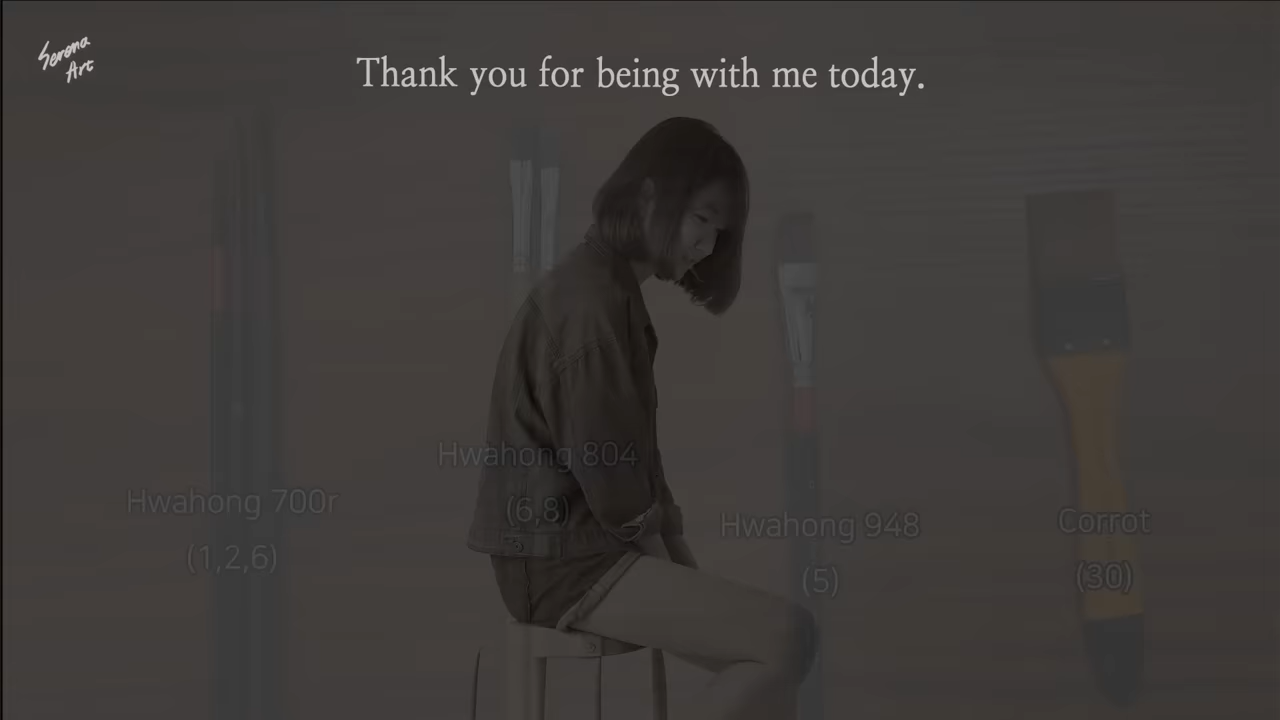 Serona
Art
Thank you for being with me today.
Hwahong 804
(6,8)
Hwahong 700r
(1,2,6)
Hwahong 948
(5)
Corrot
(30)